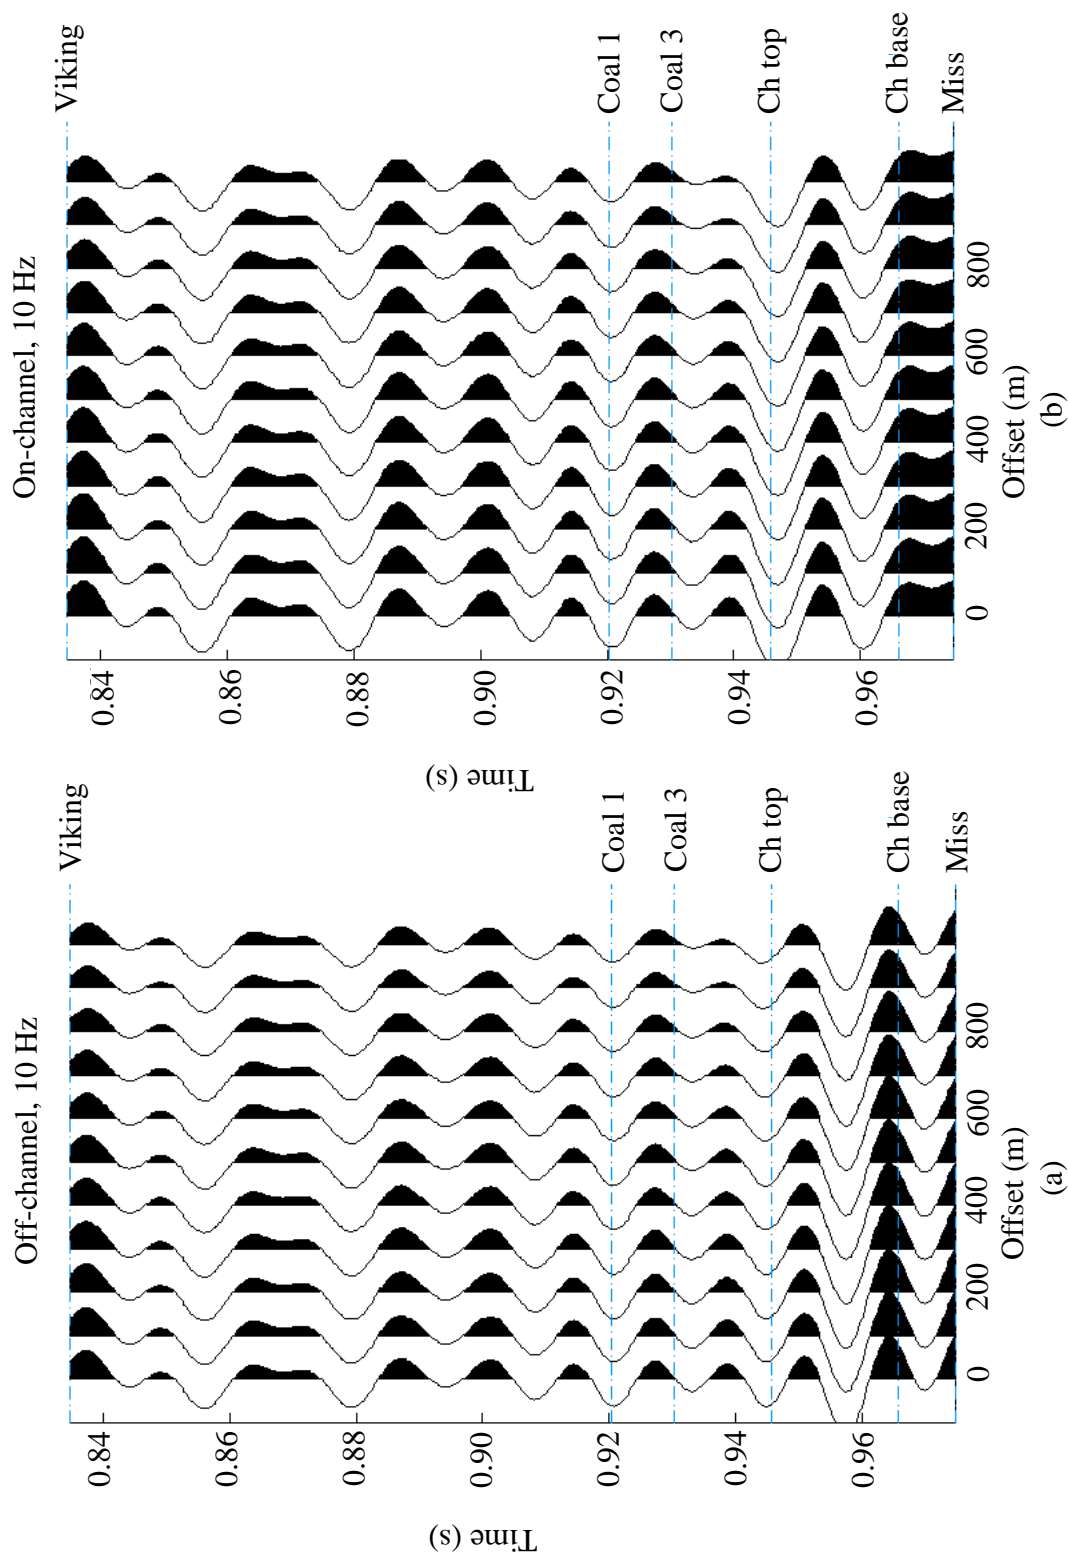 Off-channel, 10 Hz
Time (s)
0.84
0.86
0.88
0.90
0.92
0.94
0.96
Viking
Coal 1
Coal 3
Ch top
Ch base
Miss
0 200 400 600 800
Offset (m)
(a)
On-channel, 10 Hz
Time (s)
0.84
0.86
0.88
0.90
0.92
0.94
0.96
Viking
Coal 1
Coal 3
Ch top
Ch base
Miss
0 200 400 600 800
Offset (m)
(b)